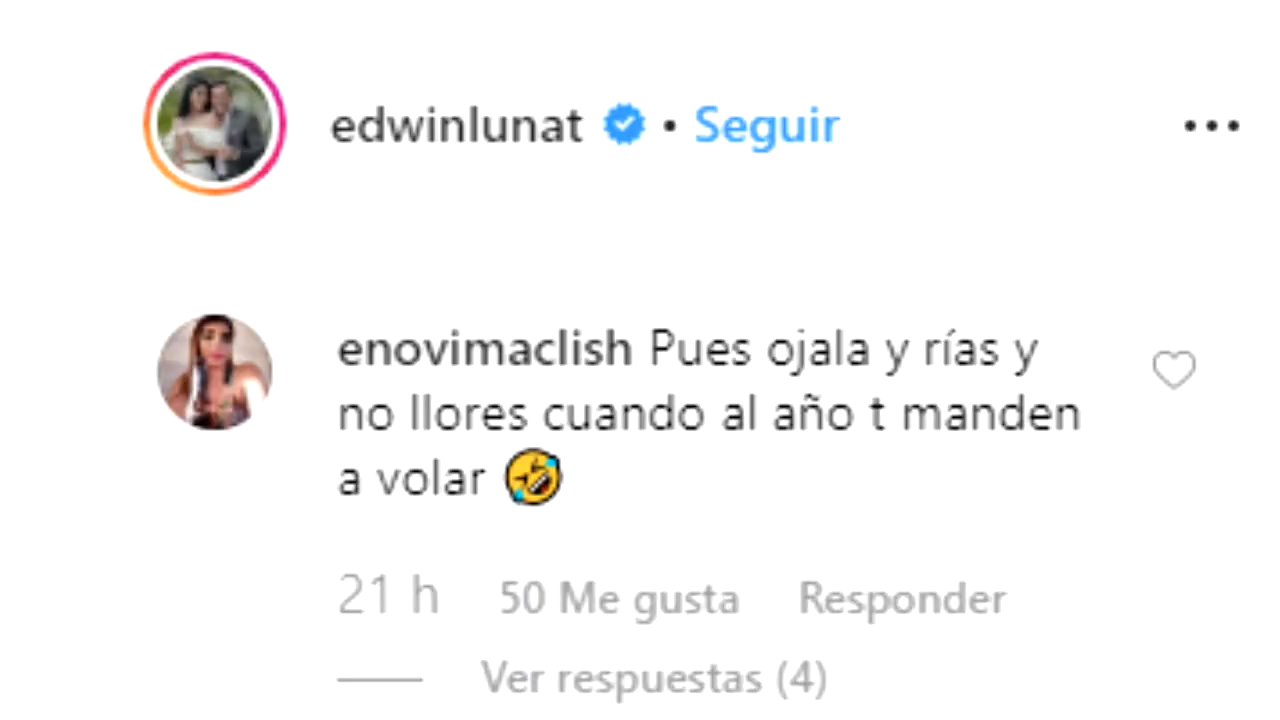 edwinlunat • Seguir •••
enovimaclish Pues ojala y rías y
no llores cuando al año t manden
a volar 🤣
21 h 50 Me gusta Responder
Ver respuestas (4)